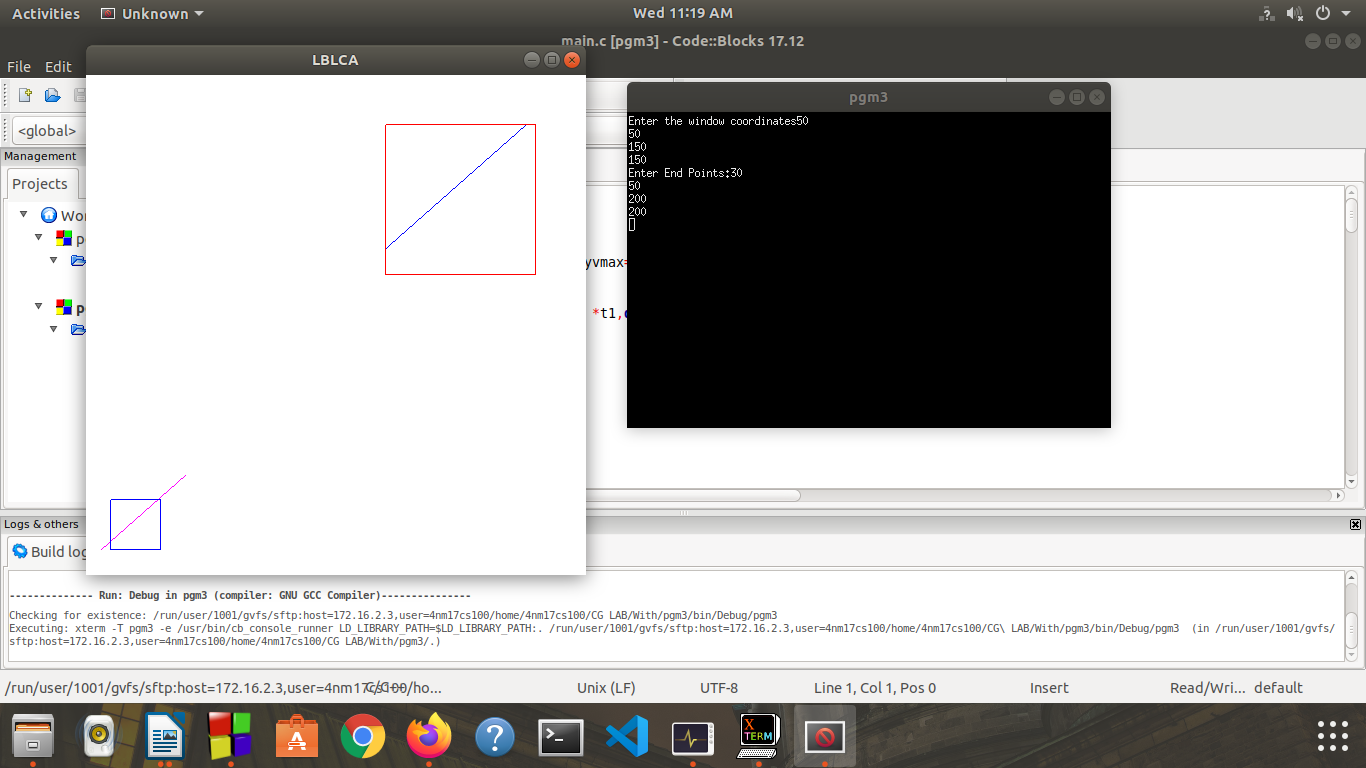 Activities Unknown Wed 11:19 AM
main.c [pgm3] - Code::Blocks 17.12
LBLCA
File Edit
pgm3
Enter the window coordinates50
50
150
150
Enter End Points:30
50
200
200
<global>
Management
Projects
Wor
p
yvmax=
p
*t1,
Logs & others
Build log
-------------- Run: Debug in pgm3 (compiler: GNU GCC Compiler)---------------
Checking for existence: /run/user/1001/gvfs/sftp:host=172.16.2.3,user=4nm17cs100/home/4nm17cs100/CG LAB/With/pgm3/bin/Debug/pgm3
Executing: xterm -T pgm3 -e /usr/bin/cb_console_runner LD_LIBRARY_PATH=$LD_LIBRARY_PATH:. /run/user/1001/gvfs/sftp:host=172.16.2.3,user=4nm17cs100/home/4nm17cs100/CG\ LAB/With/pgm3/bin/Debug/pgm3 (in /run/user/1001/gvfs/
sftp:host=172.16.2.3,user=4nm17cs100/home/4nm17cs100/CG LAB/With/pgm3/.)
/run/user/1001/gvfs/sftp:host=172.16.2.3,user=4nm17cs100/ho... C/C++ Unix (LF) UTF-8 Line 1, Col 1, Pos 0 Insert Read/Wri... default
X
TERM